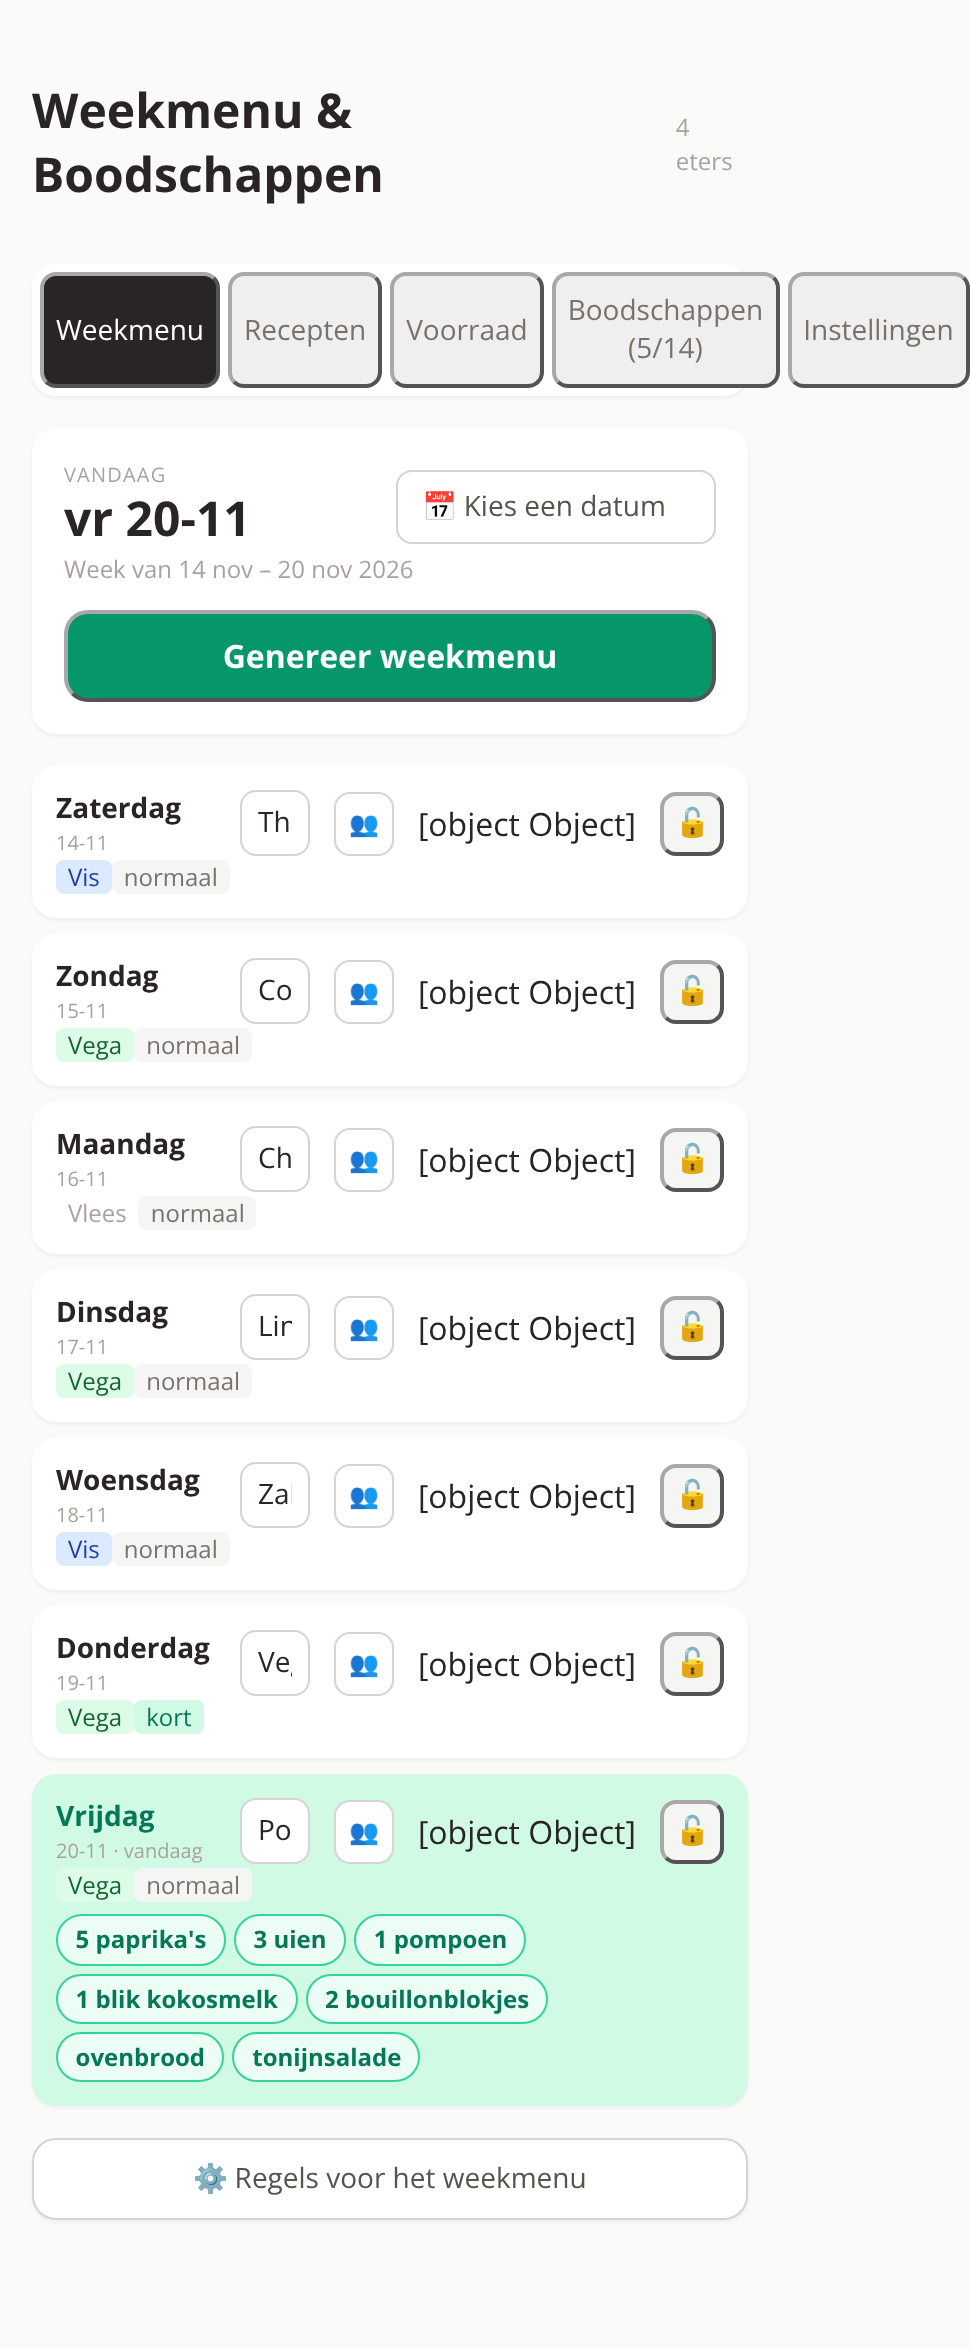 Weekmenu &
Boodschappen
4
eters
Weekmenu
Recepten
Voorraad
Boodschappen
(5/14)
Instellingen
VANDAAG
vr 20-11
📅 Kies een datum
Week van 14 nov – 20 nov 2026
Genereer weekmenu
Zaterdag
14-11
Th
[object Object]
Vis normaal
Zondag
15-11
Co
[object Object]
Vega normaal
Maandag
16-11
Ch
[object Object]
Vlees normaal
Dinsdag
17-11
Lin
[object Object]
Vega normaal
Woensdag
18-11
Za
[object Object]
Vis normaal
Donderdag
19-11
Ve
[object Object]
Vega kort
Vrijdag
20-11 · vandaag
Po
[object Object]
Vega normaal
5 paprika's 3 uien 1 pompoen
1 blik kokosmelk 2 bouillonblokjes
ovenbrood tonijnsalade
⚙️ Regels voor het weekmenu